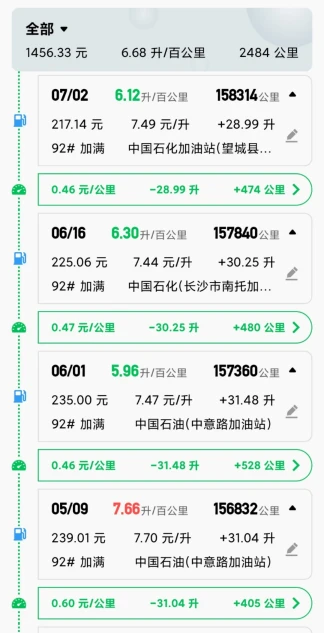 全部
1456.33 元 6.68 升/百公里 2484 公里
07/02 6.12升/百公里 158314公里
217.14 元 7.49 元/升 +28.99 升
92# 加满 中国石化加油站(望城县...
0.46 元/公里 −28.99 升 +474 公里
06/16 6.30升/百公里 157840公里
225.06 元 7.44 元/升 +30.25 升
92# 加满 中国石化(长沙市南托加...
0.47 元/公里 −30.25 升 +480 公里
06/01 5.96升/百公里 157360公里
235.00 元 7.47 元/升 +31.48 升
92# 加满 中国石油(中意路加油站)
0.46 元/公里 −31.48 升 +528 公里
05/09 7.66升/百公里 156832公里
239.01 元 7.70 元/升 +31.04 升
92# 加满 中国石油(中意路加油站)
0.60 元/公里 −31.04 升 +405 公里